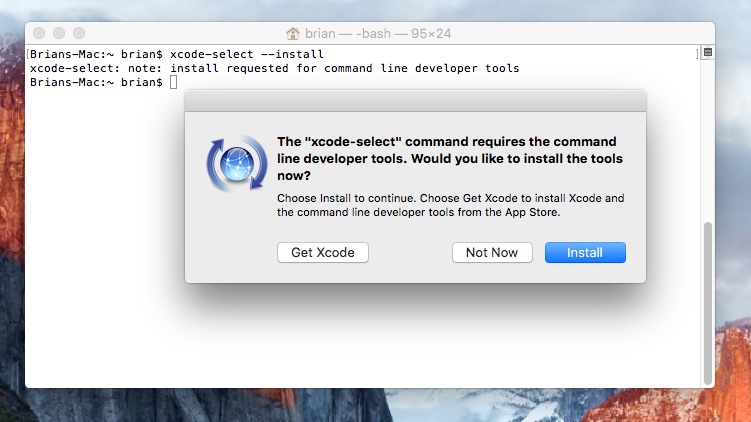 brian — -bash — 95×24
[Brians-Mac:~ brian$ xcode-select --install ]
xcode-select: note: install requested for command line developer tools
Brians-Mac:~ brian$
The "xcode-select" command requires the command
line developer tools. Would you like to install the tools
now?
Choose Install to continue. Choose Get Xcode to install Xcode and
the command line developer tools from the App Store.
Get Xcode Not Now Install